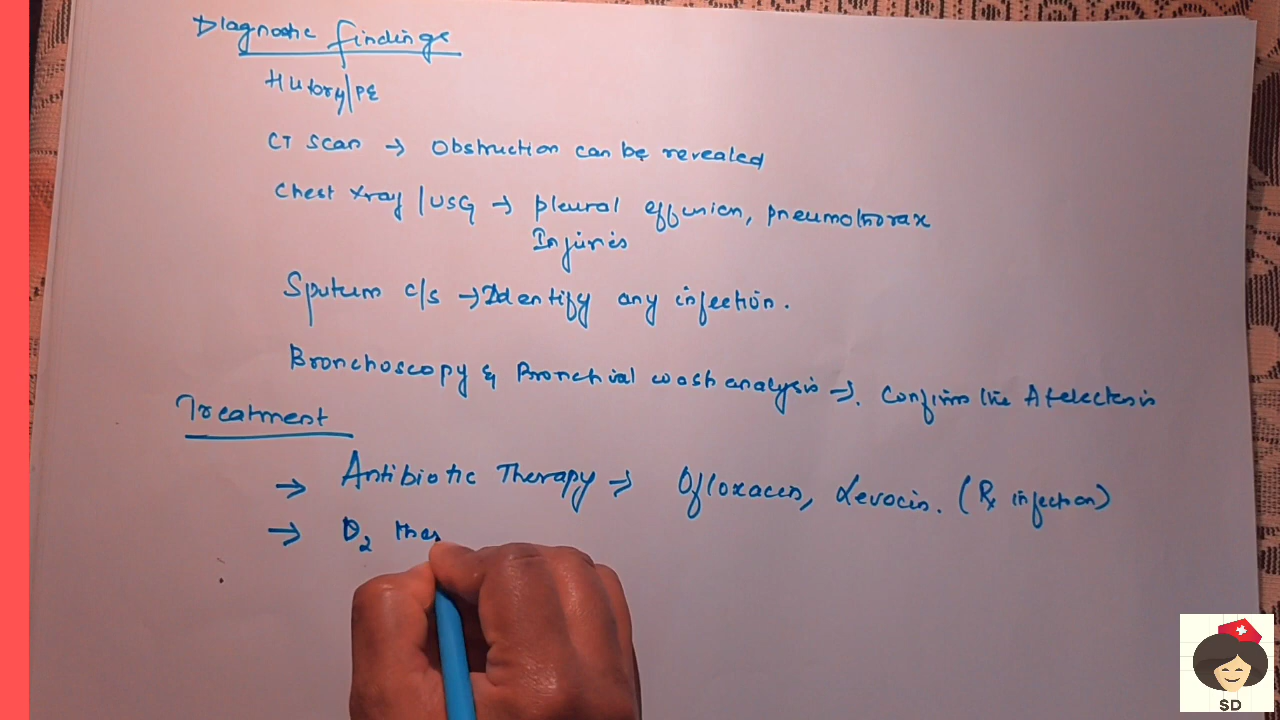 Diagnostic findings
History/PE
CT scan → Obstruction can be revealed
Chest xray/USG → pleural effusion, pneumothorax
Injuries
Sputum c/s → Identify any infection.
Bronchoscopy & Bronchial wash analysis →. Confirms the Atelectasis
Treatment
→ Antibiotic Therapy → Ofloxacin, Levocin. (Rx infection)
→ O2 ther
SD